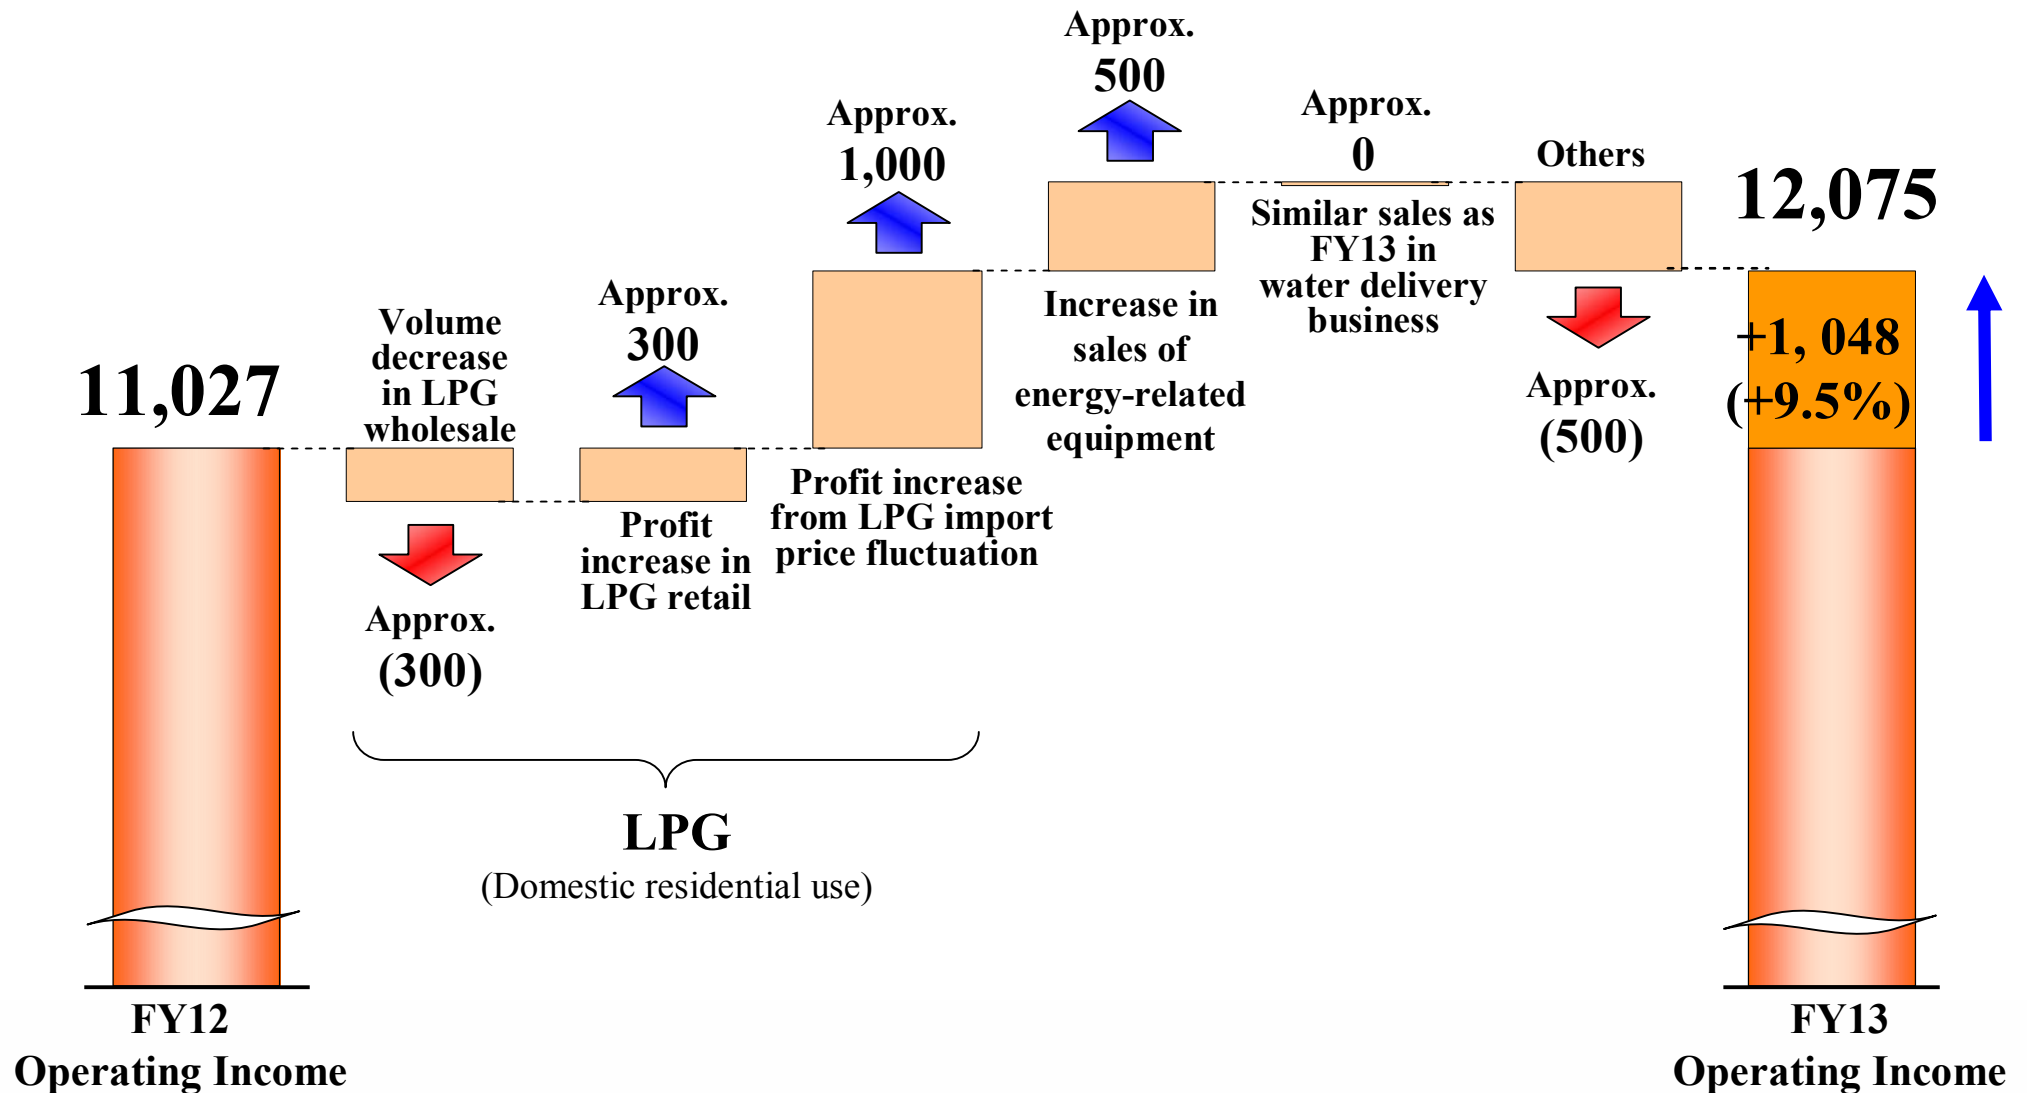 11,027
Volume
decrease
in LPG
wholesale
Approx.
(300)
Approx.
300
Profit
increase in
LPG retail
Approx.
1,000
Profit increase
from LPG import
price fluctuation
Approx.
500
Increase in
sales of
energy-related
equipment
Approx.
0
Similar sales as
FY13 in
water delivery
business
Others
Approx.
(500)
12,075
+1, 048
(+9.5%)
LPG
(Domestic residential use)
FY12
Operating Income
FY13
Operating Income